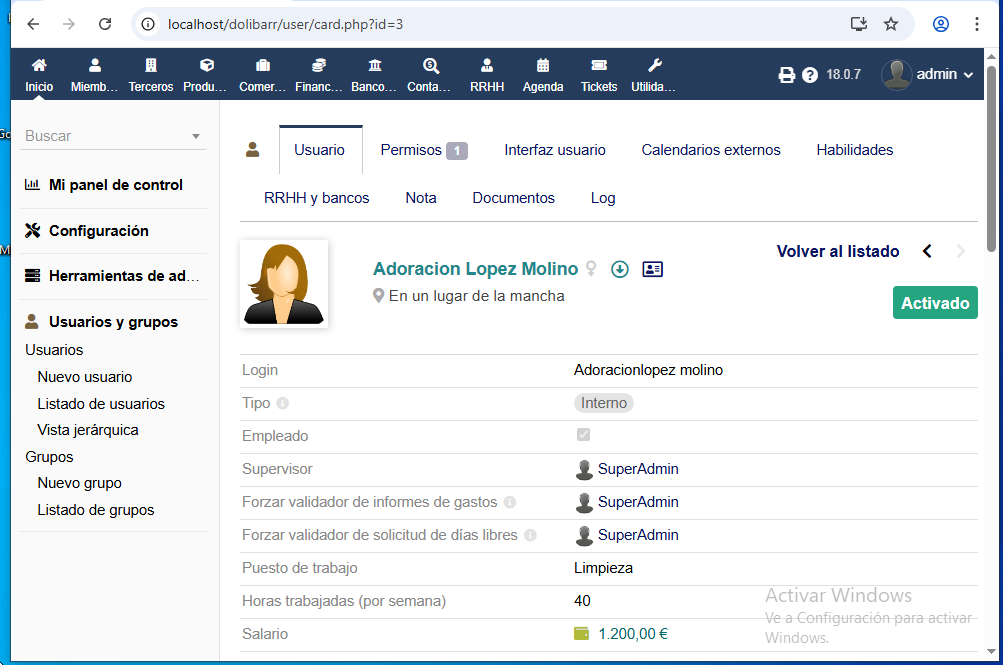 localhost/dolibarr/user/card.php?id=3
Inicio Miemb... Terceros Produ... Comer... Financ... Banco... Conta... RRHH Agenda Tickets Utilida... 18.0.7 admin
Buscar
Mi panel de control
Configuración
Herramientas de ad...
Usuarios y grupos
Usuarios
Nuevo usuario
Listado de usuarios
Vista jerárquica
Grupos
Nuevo grupo
Listado de grupos
Usuario Permisos 1 Interfaz usuario Calendarios externos Habilidades
RRHH y bancos Nota Documentos Log
Volver al listado
Adoracion Lopez Molino
En un lugar de la mancha
Activado
Login Adoracionlopez molino
Tipo Interno
Empleado
Supervisor SuperAdmin
Forzar validador de informes de gastos SuperAdmin
Forzar validador de solicitud de días libres SuperAdmin
Puesto de trabajo Limpieza
Horas trabajadas (por semana) 40
Salario 1.200,00 €
Activar Windows
Ve a Configuración para activar
Windows.